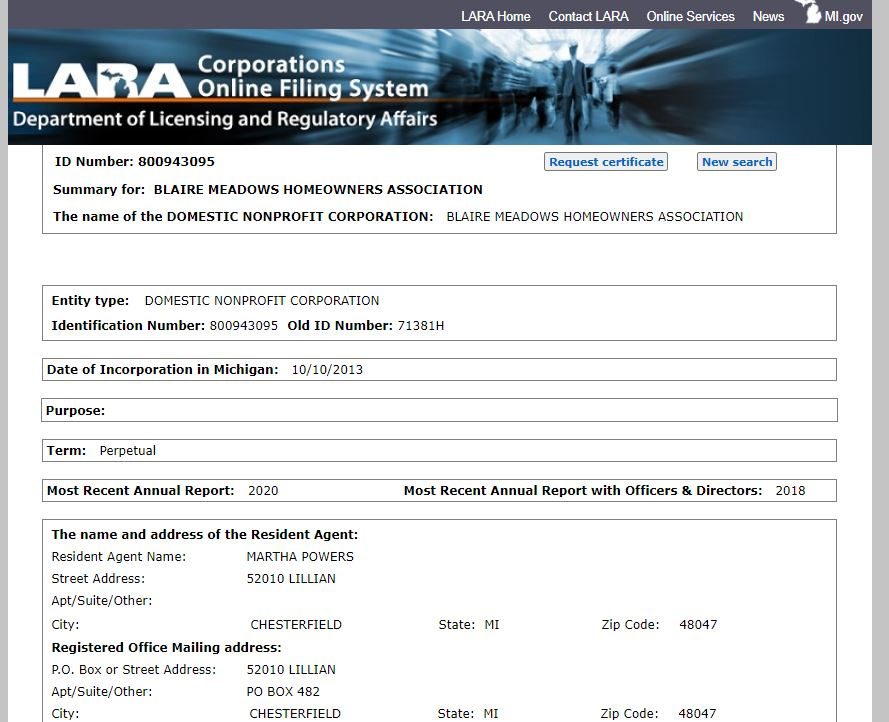 LARA Home Contact LARA Online Services News MI.gov
LARA Corporations
Online Filing System
Department of Licensing and Regulatory Affairs
ID Number: 800943095 Request certificate New search
Summary for: BLAIRE MEADOWS HOMEOWNERS ASSOCIATION
The name of the DOMESTIC NONPROFIT CORPORATION: BLAIRE MEADOWS HOMEOWNERS ASSOCIATION
Entity type: DOMESTIC NONPROFIT CORPORATION
Identification Number: 800943095 Old ID Number: 71381H
Date of Incorporation in Michigan: 10/10/2013
Purpose:
Term: Perpetual
Most Recent Annual Report: 2020 Most Recent Annual Report with Officers & Directors: 2018
The name and address of the Resident Agent:
Resident Agent Name: MARTHA POWERS
Street Address: 52010 LILLIAN
Apt/Suite/Other:
City: CHESTERFIELD State: MI Zip Code: 48047
Registered Office Mailing address:
P.O. Box or Street Address: 52010 LILLIAN
Apt/Suite/Other: PO BOX 482
City: CHESTERFIELD State: MI Zip Code: 48047